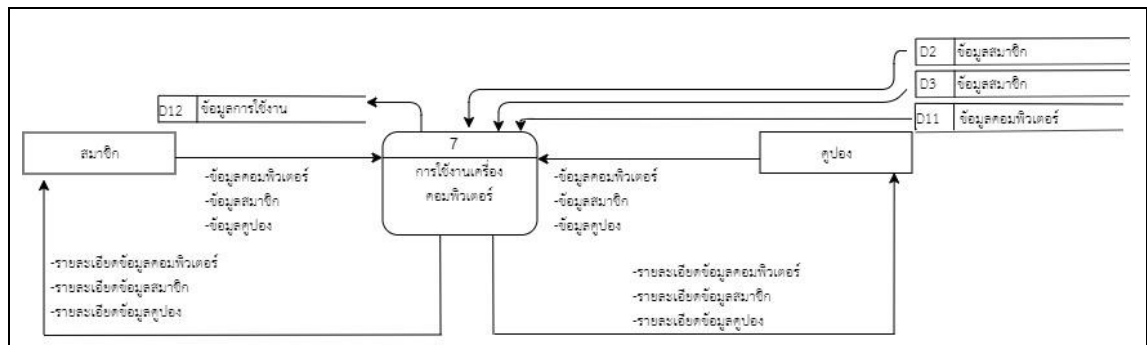 D2 ข้อมูลสมาชิก
D3 ข้อมูลสมาชิก
D12 ข้อมูลการใช้งาน
D11 ข้อมูลคอมพิวเตอร์
สมาชิก
7
การใช้งานเครื่อง
คอมพิวเตอร์
คูปอง
-ข้อมูลคอมพิวเตอร์
-ข้อมูลสมาชิก
-ข้อมูลคูปอง
-ข้อมูลคอมพิวเตอร์
-ข้อมูลสมาชิก
-ข้อมูลคูปอง
-รายละเอียดข้อมูลคอมพิวเตอร์
-รายละเอียดข้อมูลสมาชิก
-รายละเอียดข้อมูลคูปอง
-รายละเอียดข้อมูลคอมพิวเตอร์
-รายละเอียดข้อมูลสมาชิก
-รายละเอียดข้อมูลคูปอง